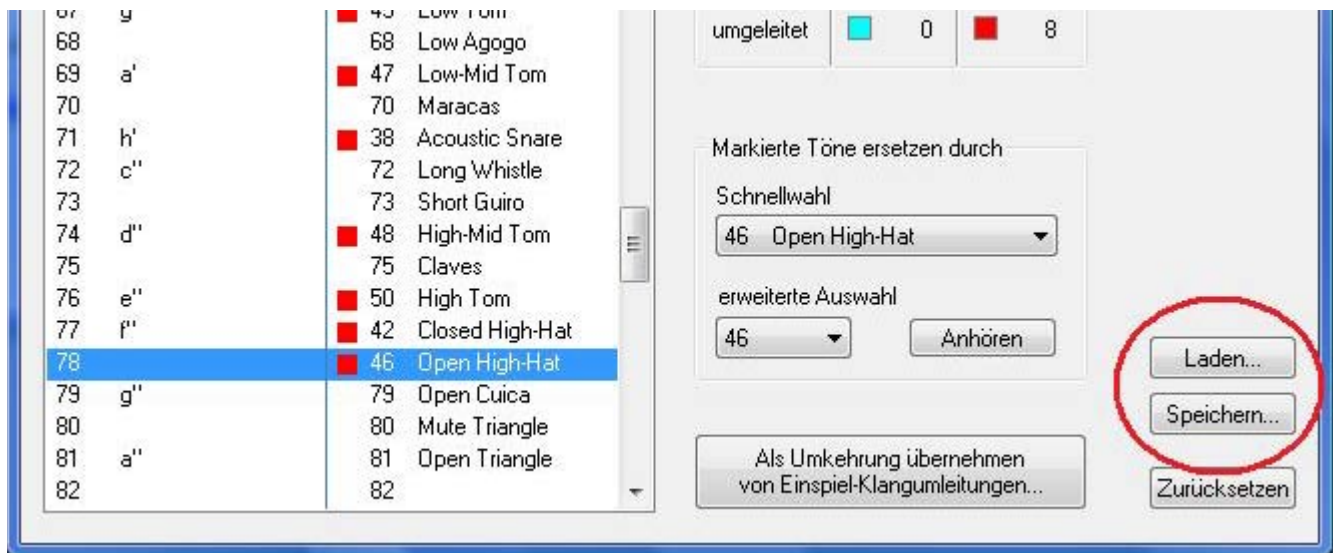 67 g' 45 Low Tom
68 68 Low Agogo
69 a' 47 Low-Mid Tom
70 70 Maracas
71 h' 38 Acoustic Snare
72 c'' 72 Long Whistle
73 73 Short Guiro
74 d'' 48 High-Mid Tom
75 75 Claves
76 e'' 50 High Tom
77 f'' 42 Closed High-Hat
78 46 Open High-Hat
79 g'' 79 Open Cuica
80 80 Mute Triangle
81 a'' 81 Open Triangle
82 82
umgeleitet 0 8
Markierte Töne ersetzen durch
Schnellwahl
46 Open High-Hat
erweiterte Auswahl
46 Anhören
Als Umkehrung übernehmen
von Einspiel-Klangumleitungen...
Laden...
Speichern...
Zurücksetzen